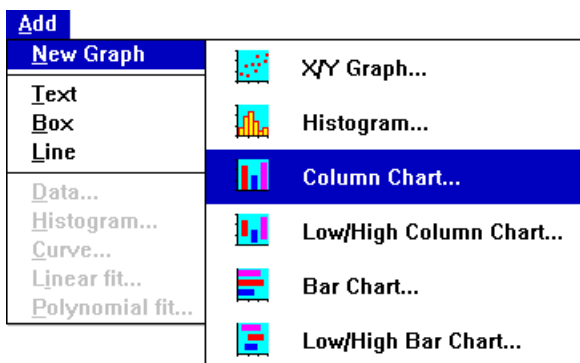 Add
New Graph
Text
Box
Line
Data...
Histogram...
Curve...
Linear fit...
Polynomial fit...
X/Y Graph...
Histogram...
Column Chart...
Low/High Column Chart...
Bar Chart...
Low/High Bar Chart...